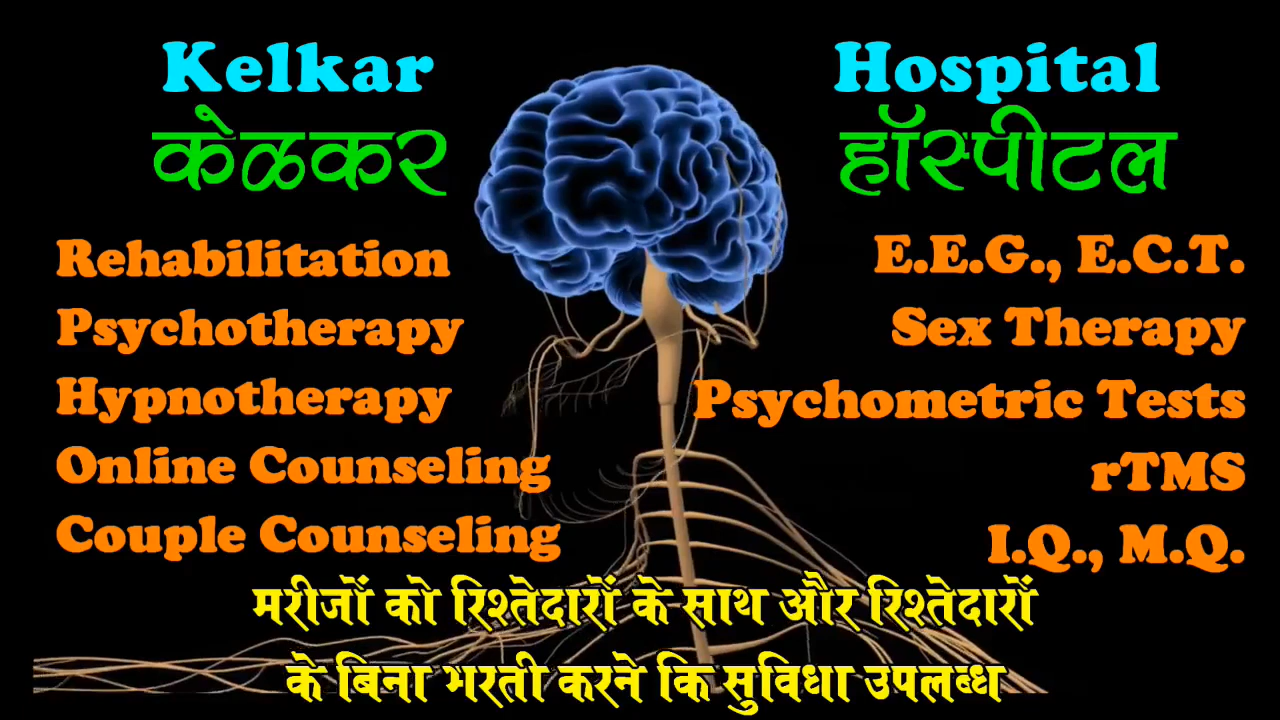 Kelkar Hospital
केळकर हॉस्पीटल
Rehabilitation
Psychotherapy
Hypnotherapy
Online Counseling
Couple Counseling
E.E.G., E.C.T.
Sex Therapy
Psychometric Tests
rTMS
I.Q., M.Q.
मरीजों को रिश्तेदारों के साथ और रिश्तेदारों
के बिना भरती करने कि सुविधा उपलब्ध